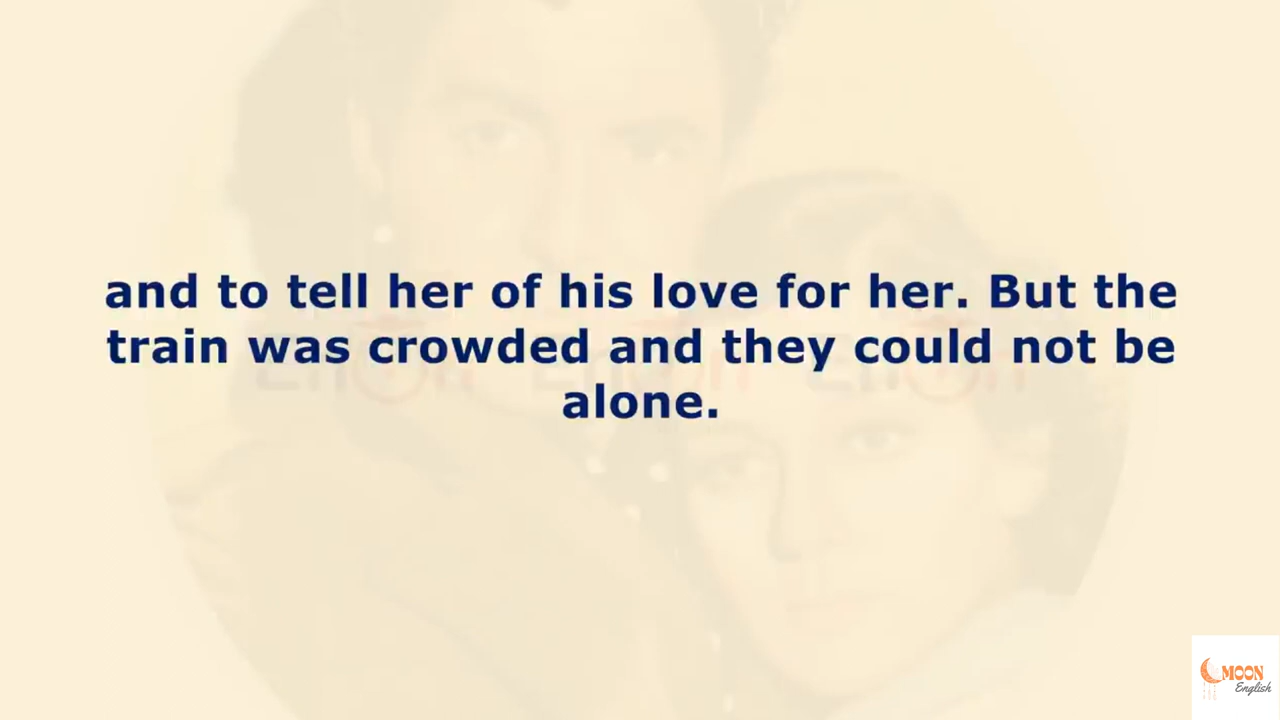 and to tell her of his love for her. But the
train was crowded and they could not be
alone.
MOON
English